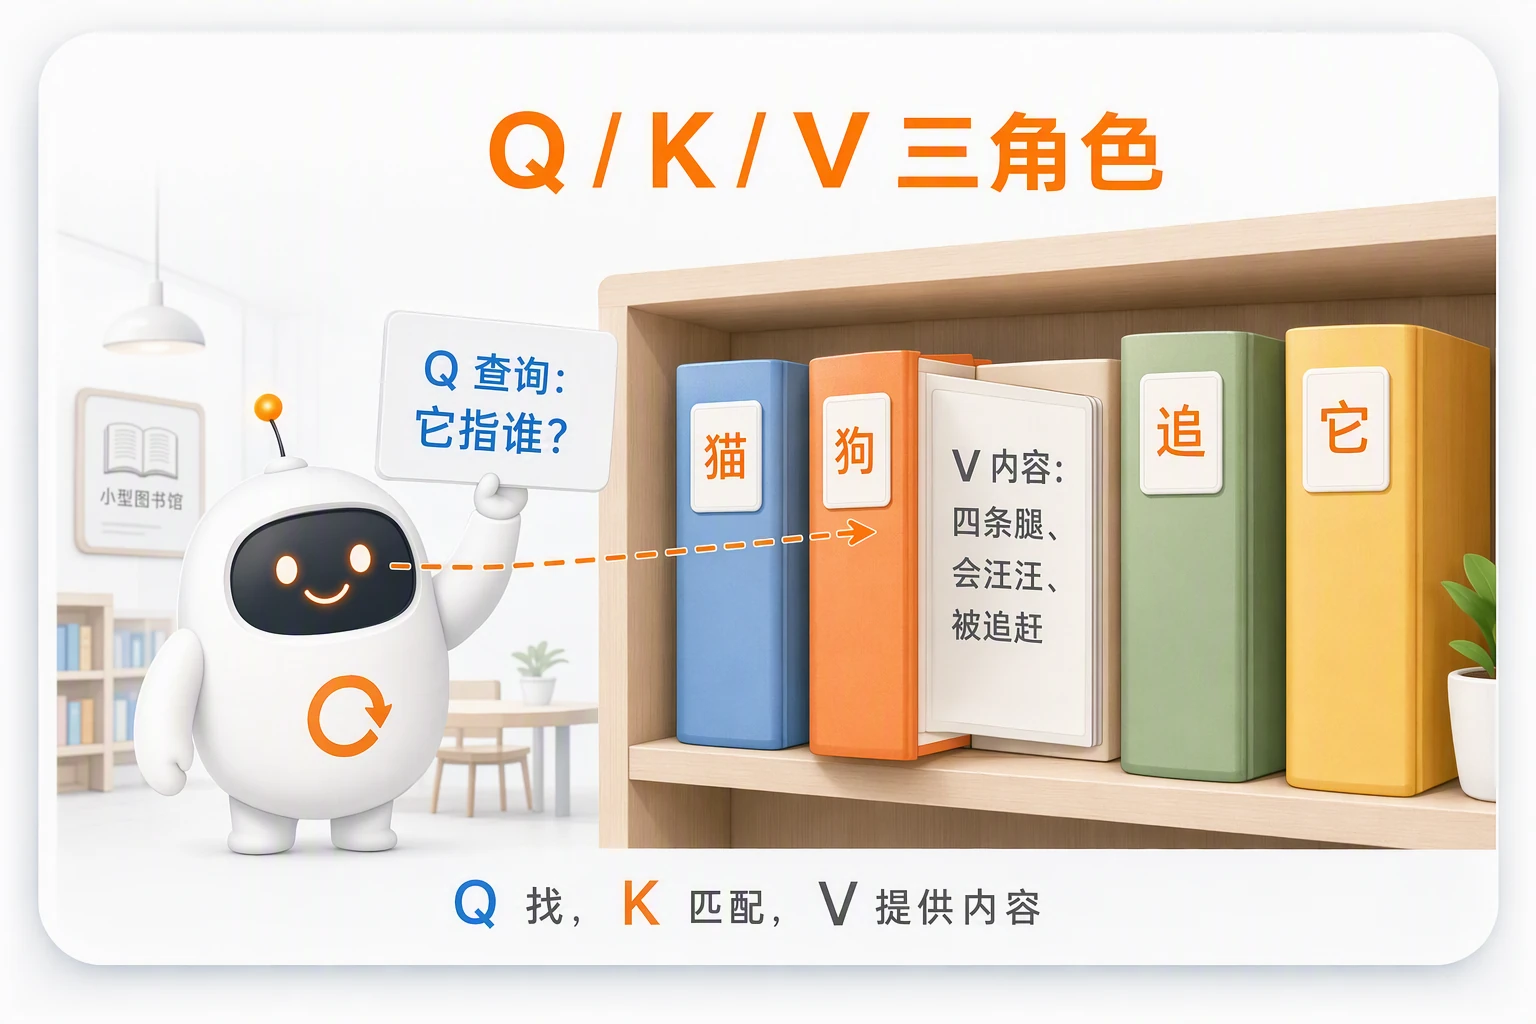 Q / K / V 三角色
Q 查询：
它指谁？
小型图书馆
猫
狗
V 内容：
四条腿、
会汪汪、
被追赶
追
它
Q 找，K 匹配，V 提供内容